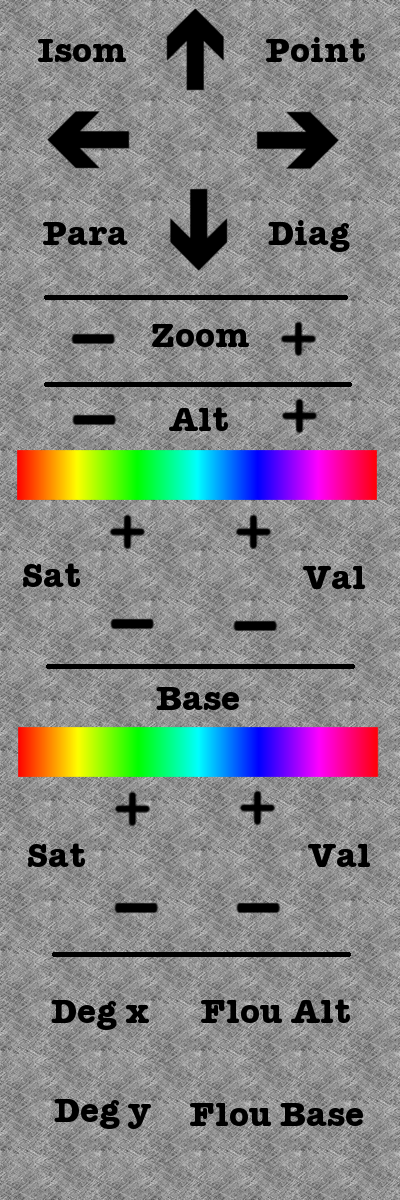 Isom Point
Para Diag
− Zoom +
− Alt +
+ +
Sat Val
− −
Base
+ +
Sat Val
− −
Deg x Flou Alt
Deg y Flou Base